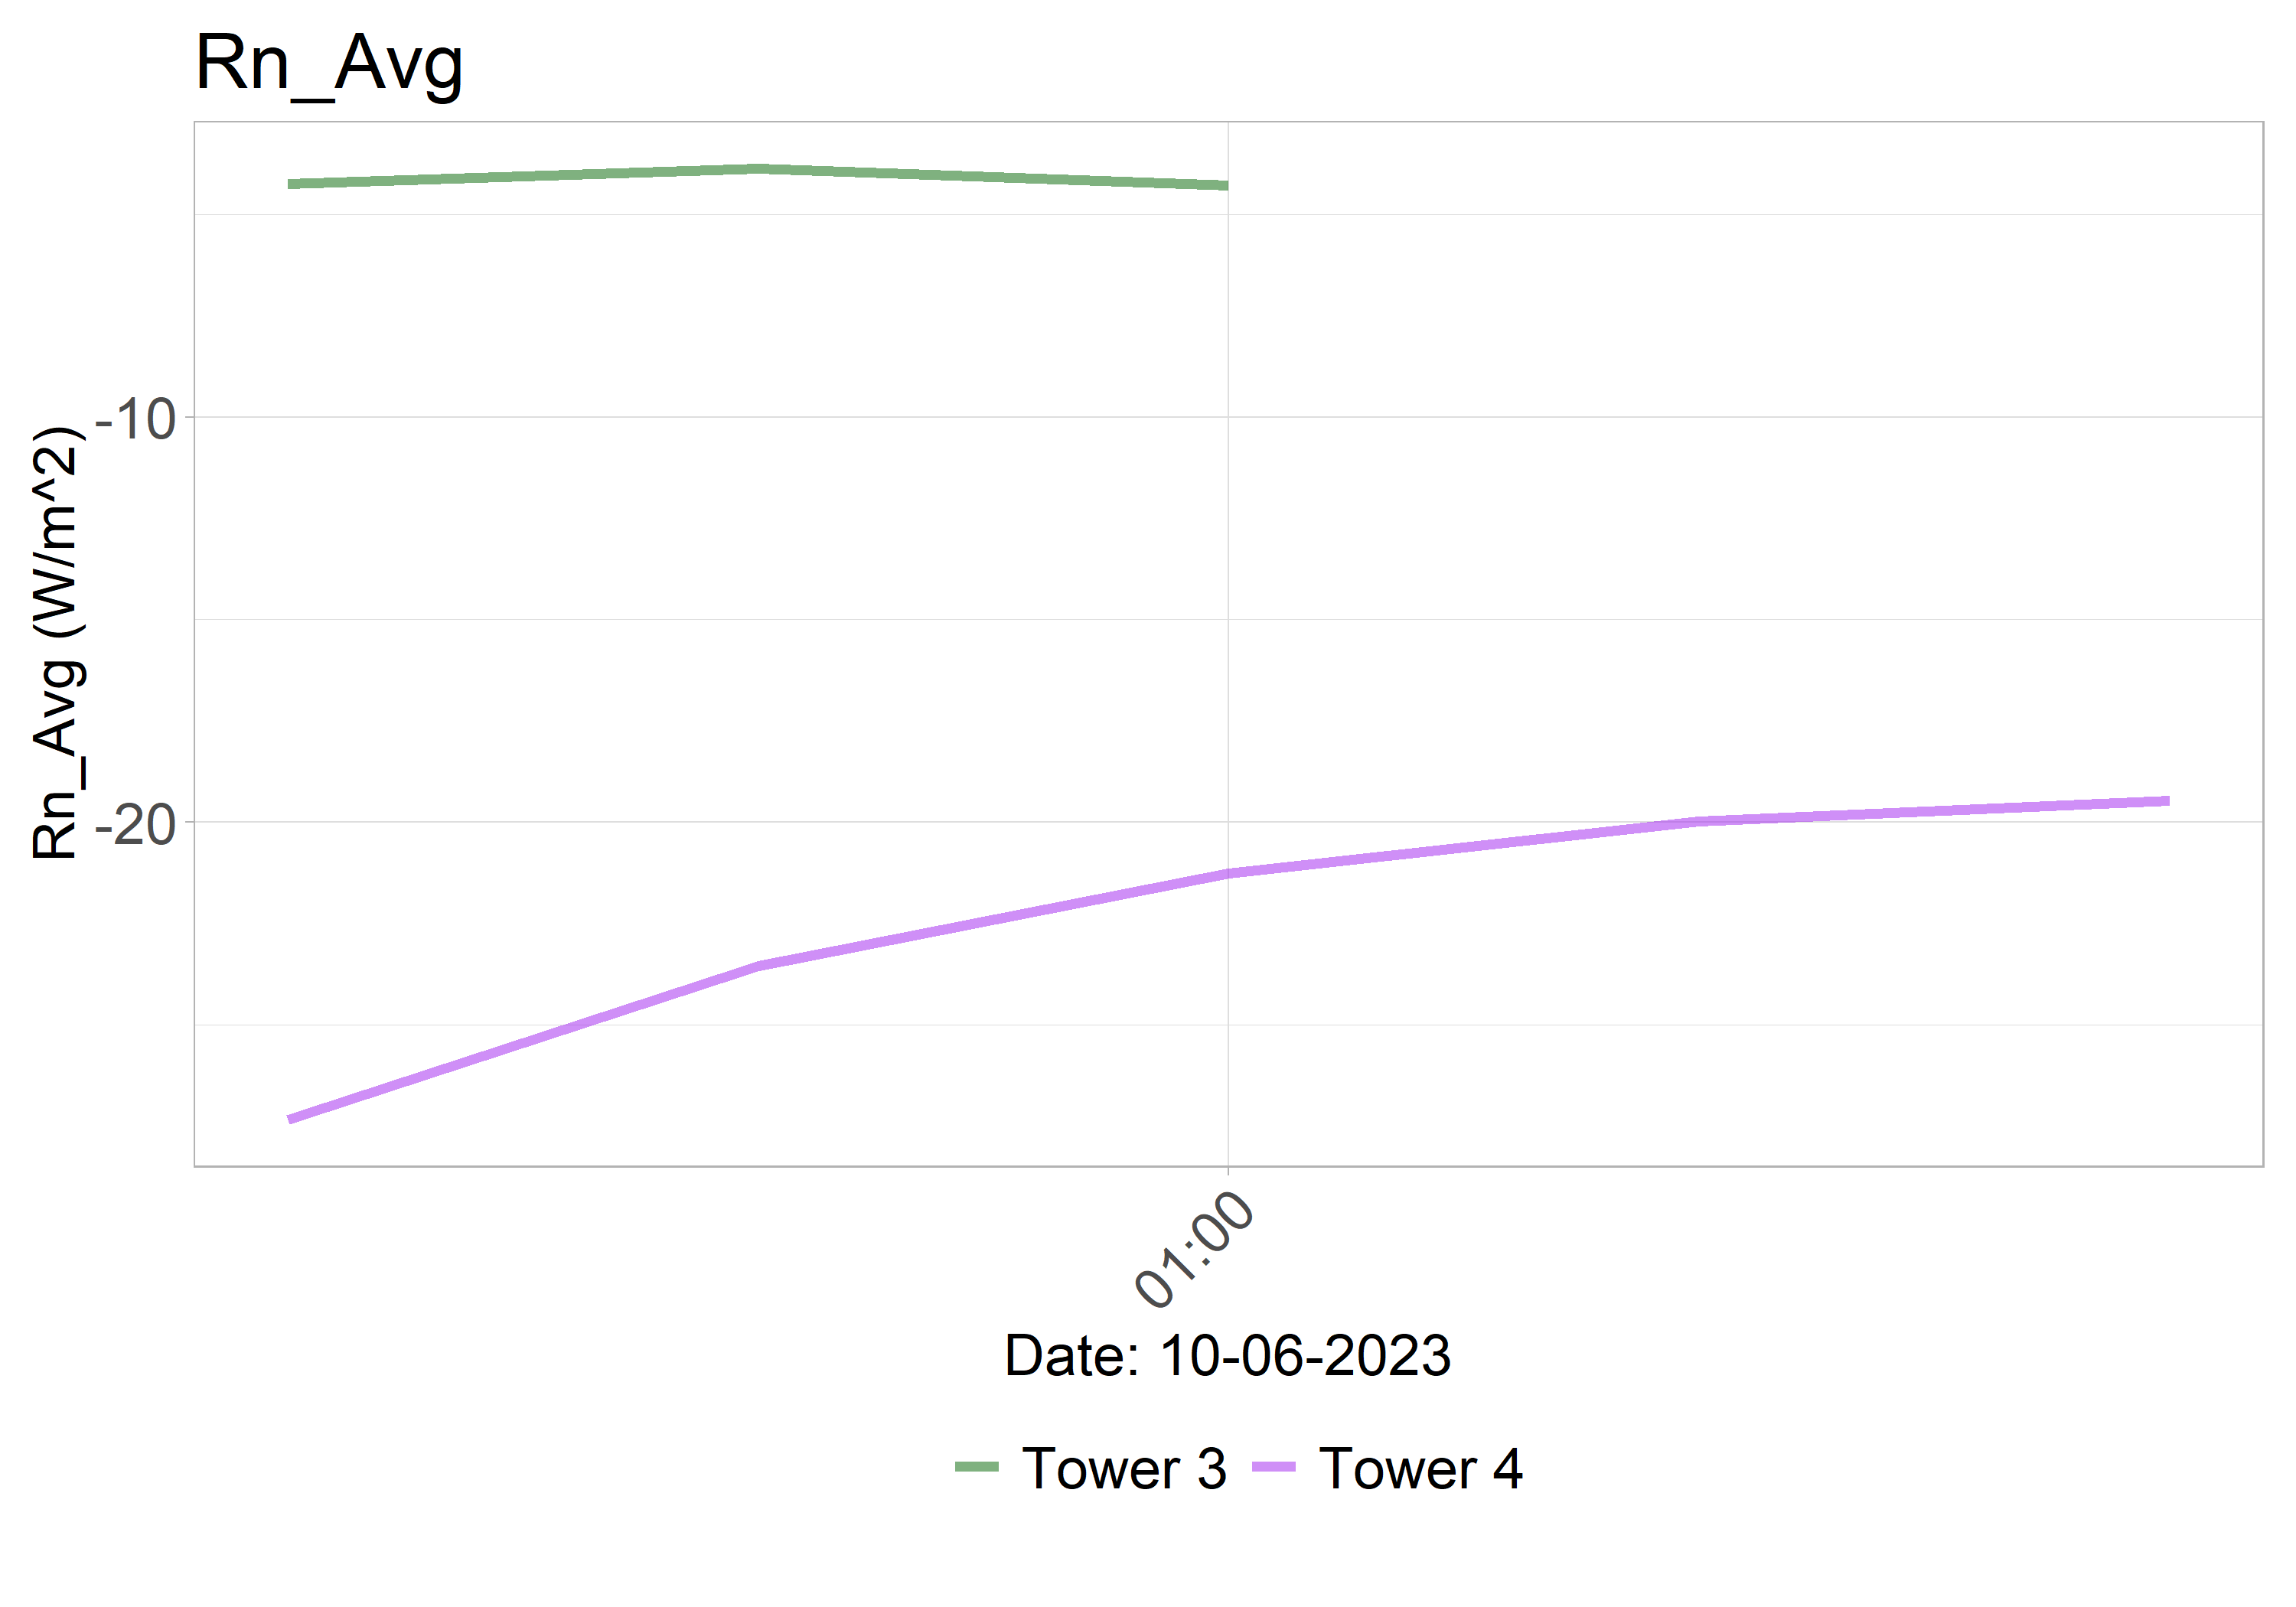 Rn_Avg
Rn_Avg (W/m^2)
-10
-20
01:00
Date: 10-06-2023
Tower 3 Tower 4